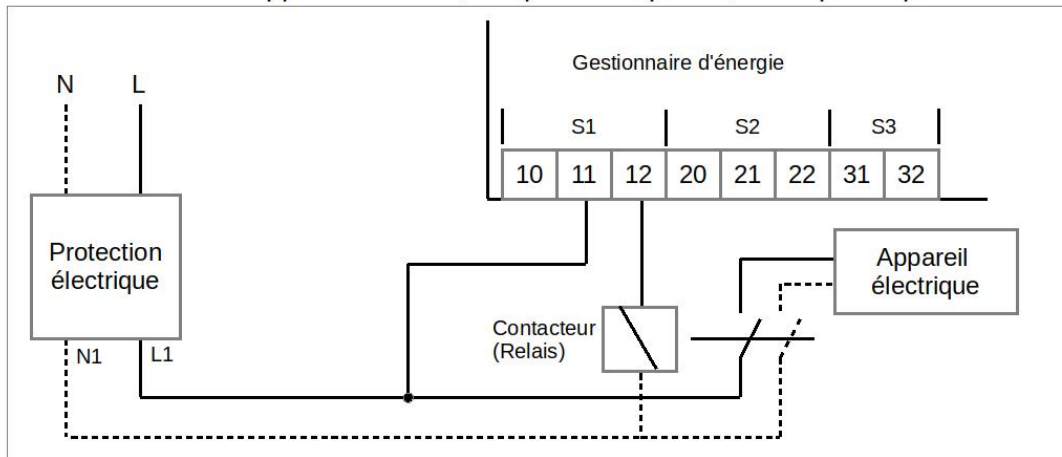 Gestionnaire d'énergie
N L
S1 S2 S3
10 11 12 20 21 22 31 32
Protection
électrique
Appareil
électrique
Contacteur
(Relais)
N1 L1